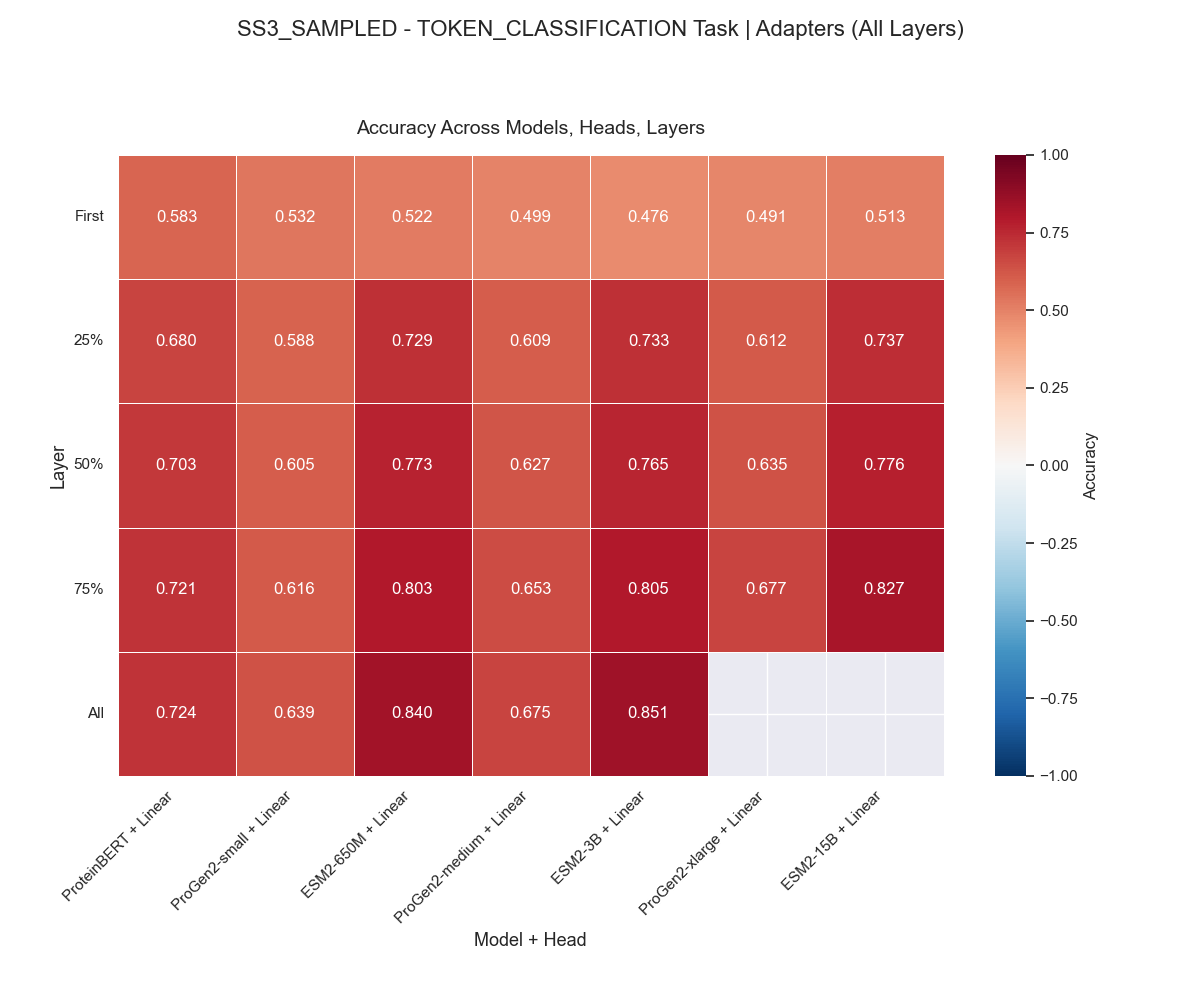 SS3_SAMPLED - TOKEN_CLASSIFICATION Task | Adapters (All Layers)
Accuracy Across Models, Heads, Layers
First 0.583 0.532 0.522 0.499 0.476 0.491 0.513
25% 0.680 0.588 0.729 0.609 0.733 0.612 0.737
50% 0.703 0.605 0.773 0.627 0.765 0.635 0.776
75% 0.721 0.616 0.803 0.653 0.805 0.677 0.827
All 0.724 0.639 0.840 0.675 0.851
Layer
ProteinBERT + Linear
ProGen2-small + Linear
ESM2-650M + Linear
ProGen2-medium + Linear
ESM2-3B + Linear
ProGen2-xlarge + Linear
ESM2-15B + Linear
Model + Head
1.00
0.75
0.50
0.25
0.00
−0.25
−0.50
−0.75
−1.00
Accuracy